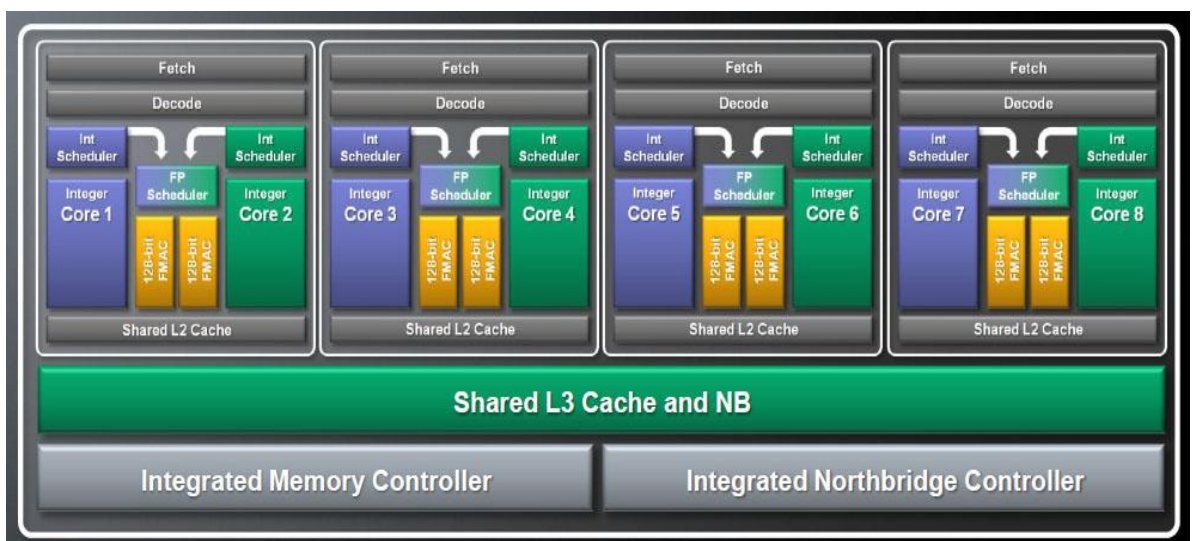 Fetch
Decode
Int
Scheduler
Int
Scheduler
FP
Scheduler
Integer
Core 1
128-bit
FMAC
128-bit
FMAC
Integer
Core 2
Shared L2 Cache
Fetch
Decode
Int
Scheduler
Int
Scheduler
FP
Scheduler
Integer
Core 3
128-bit
FMAC
128-bit
FMAC
Integer
Core 4
Shared L2 Cache
Fetch
Decode
Int
Scheduler
Int
Scheduler
FP
Scheduler
Integer
Core 5
128-bit
FMAC
128-bit
FMAC
Integer
Core 6
Shared L2 Cache
Fetch
Decode
Int
Scheduler
Int
Scheduler
FP
Scheduler
Integer
Core 7
128-bit
FMAC
128-bit
FMAC
Integer
Core 8
Shared L2 Cache
Shared L3 Cache and NB
Integrated Memory Controller
Integrated Northbridge Controller